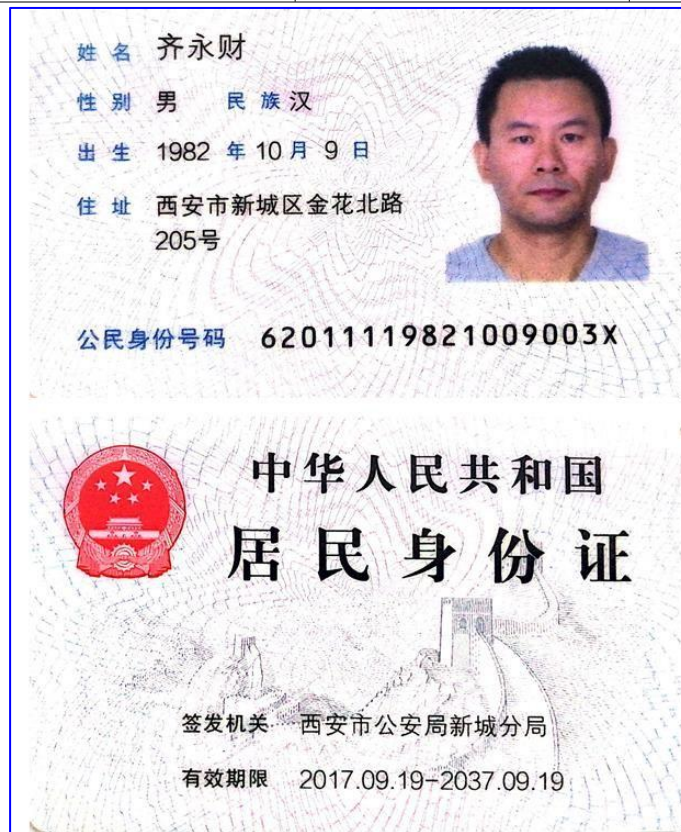 姓名 齐永财
性别 男 民族 汉
出生 1982 年 10 月 9 日
住址 西安市新城区金花北路
205号
公民身份号码 62011119821009003X
中华人民共和国
居民身份证
签发机关 西安市公安局新城分局
有效期限 2017.09.19-2037.09.19